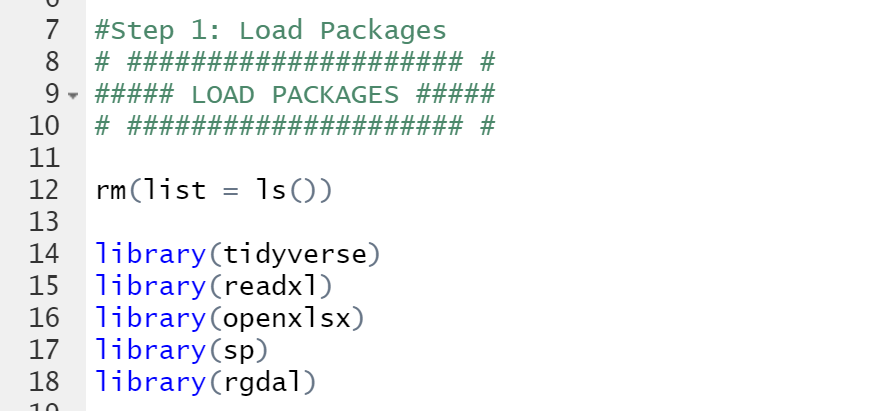 7 #Step 1: Load Packages
8 # ##################### #
9 ##### LOAD PACKAGES #####
10 # ##################### #
11
12 rm(list = ls())
13
14 library(tidyverse)
15 library(readxl)
16 library(openxlsx)
17 library(sp)
18 library(rgdal)